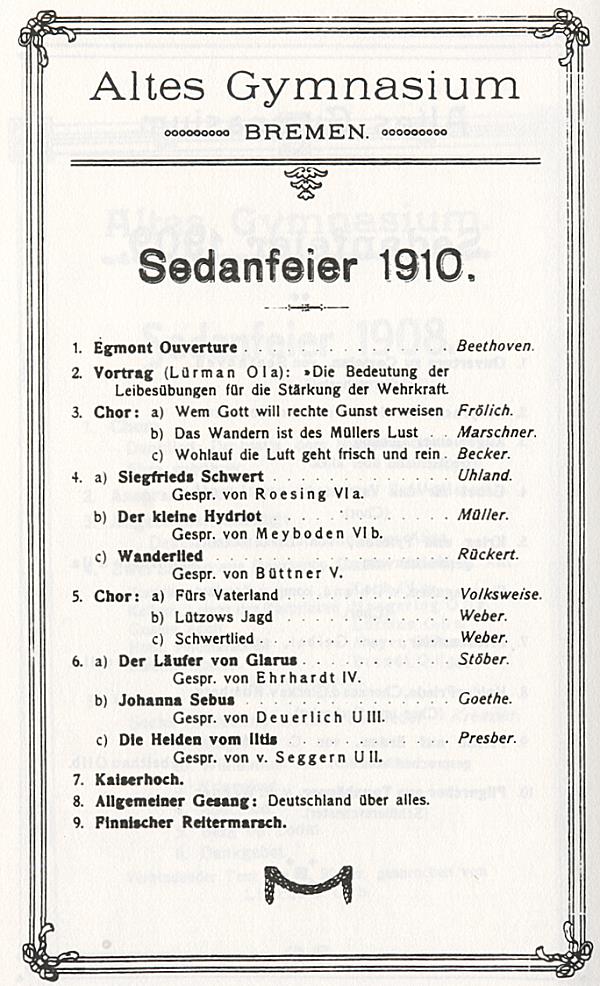 Altes Gymnasium
BREMEN.
Sedanfeier 1910.
1. Egmont Ouverture . . . . . . . . . . . . . Beethoven.
2. Vortrag (Lürman OIa): »Die Bedeutung der
Leibesübungen für die Stärkung der Wehrkraft.
3. Chor: a) Wem Gott will rechte Gunst erweisen Frölich.
b) Das Wandern ist des Müllers Lust . Marschner.
c) Wohlauf die Luft geht frisch und rein . Becker.
4. a) Siegfrieds Schwert . . . . . . . . . . . Uhland.
Gespr. von Roesing VIa.
b) Der kleine Hydriot . . . . . . . . . . . Müller.
Gespr. von Meyboden VIb.
c) Wanderlied . . . . . . . . . . . . . . . Rückert.
Gespr. von Büttner V.
5. Chor: a) Fürs Vaterland . . . . . . . . . . Volksweise.
b) Lützows Jagd . . . . . . . . . . Weber.
c) Schwertlied . . . . . . . . . . . Weber.
6. a) Der Läufer von Glarus . . . . . . . . . Stöber.
Gespr. von Ehrhardt IV.
b) Johanna Sebus . . . . . . . . . . . . . Goethe.
Gespr. von Deuerlich UIII.
c) Die Helden vom Iltis . . . . . . . . . . Presber.
Gespr. von v. Seggern UII.
7. Kaiserhoch.
8. Allgemeiner Gesang: Deutschland über alles.
9. Finnischer Reitermarsch.